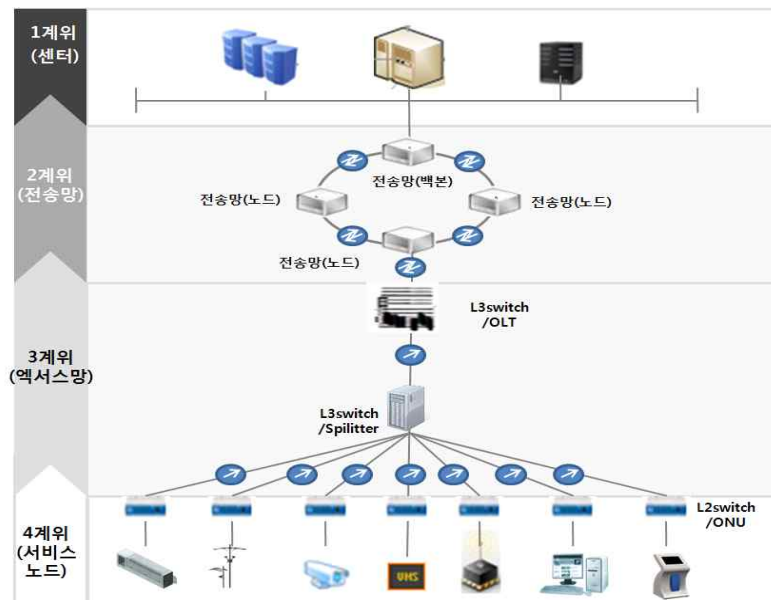 1계위
(센터)
2계위
(전송망)
전송망(백본)
전송망(노드)
전송망(노드)
전송망(노드)
L3switch
/OLT
3계위
(엑서스망)
L3switch
/Spilitter
L2switch
/ONU
4계위
(서비스
노드)
VMS